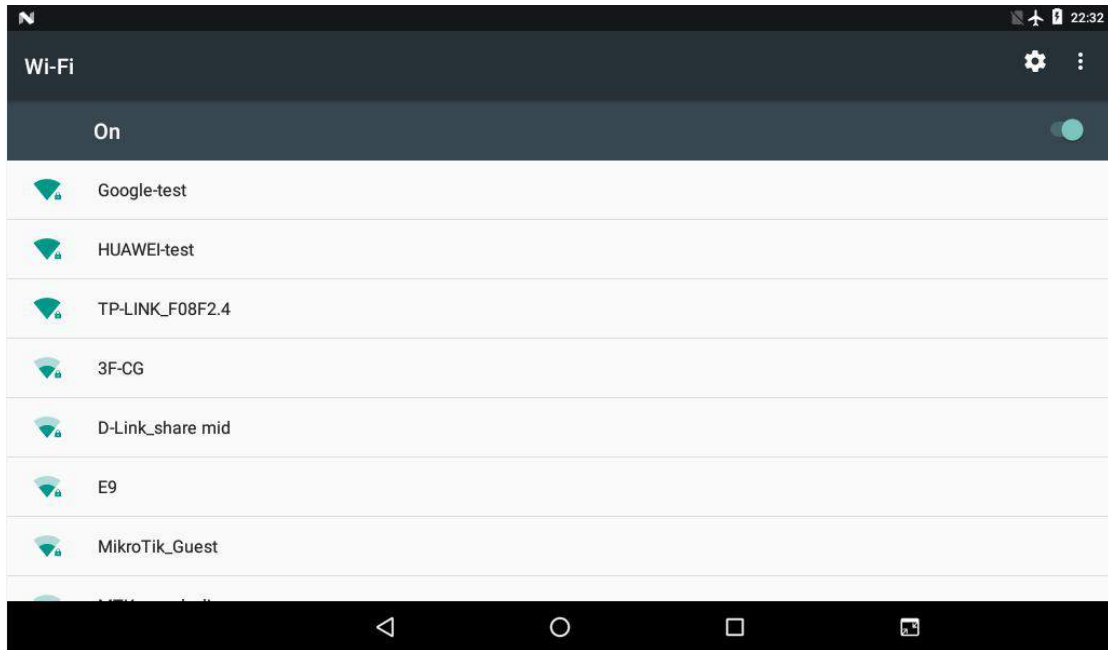 22:32
Wi-Fi
On
Google-test
HUAWEI-test
TP-LINK_F08F2.4
3F-CG
D-Link_share mid
E9
MikroTik_Guest